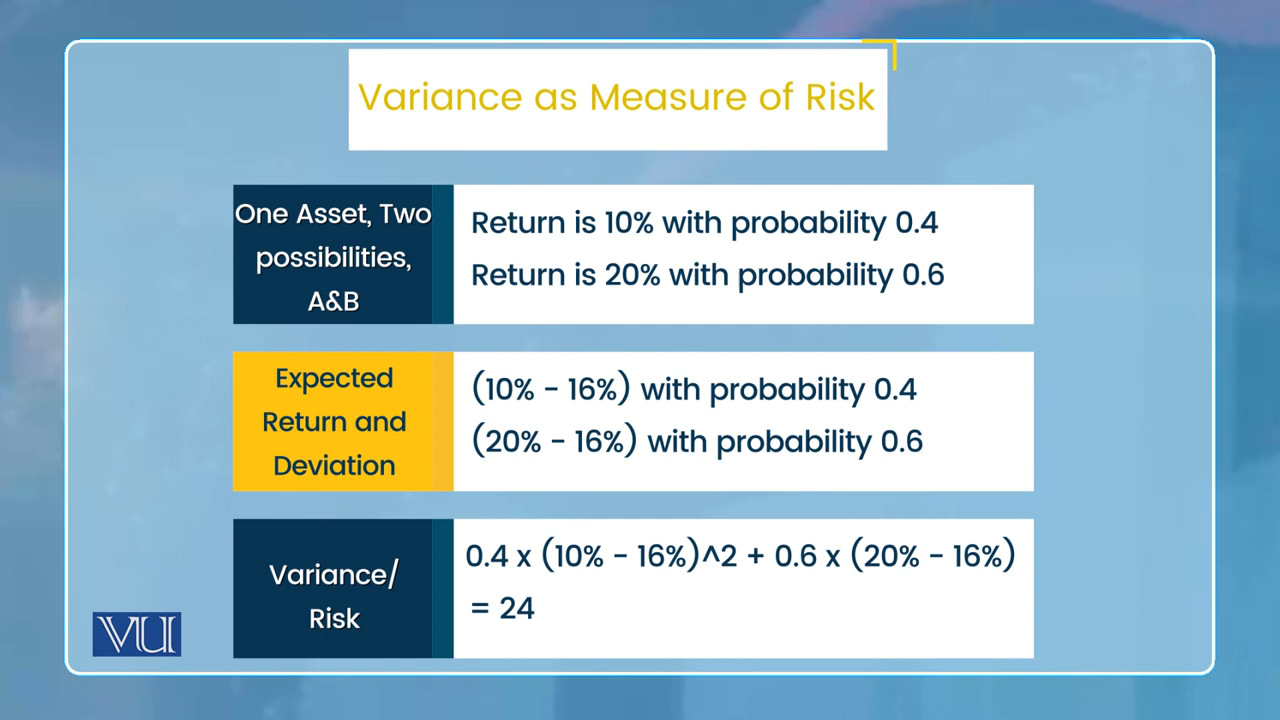 Variance as Measure of Risk
One Asset, Two
possibilities,
A&B
Return is 10% with probability 0.4
Return is 20% with probability 0.6
Expected
Return and
Deviation
(10% - 16%) with probability 0.4
(20% - 16%) with probability 0.6
Variance/
Risk
0.4 x (10% - 16%)^2 + 0.6 x (20% - 16%)
= 24
VU